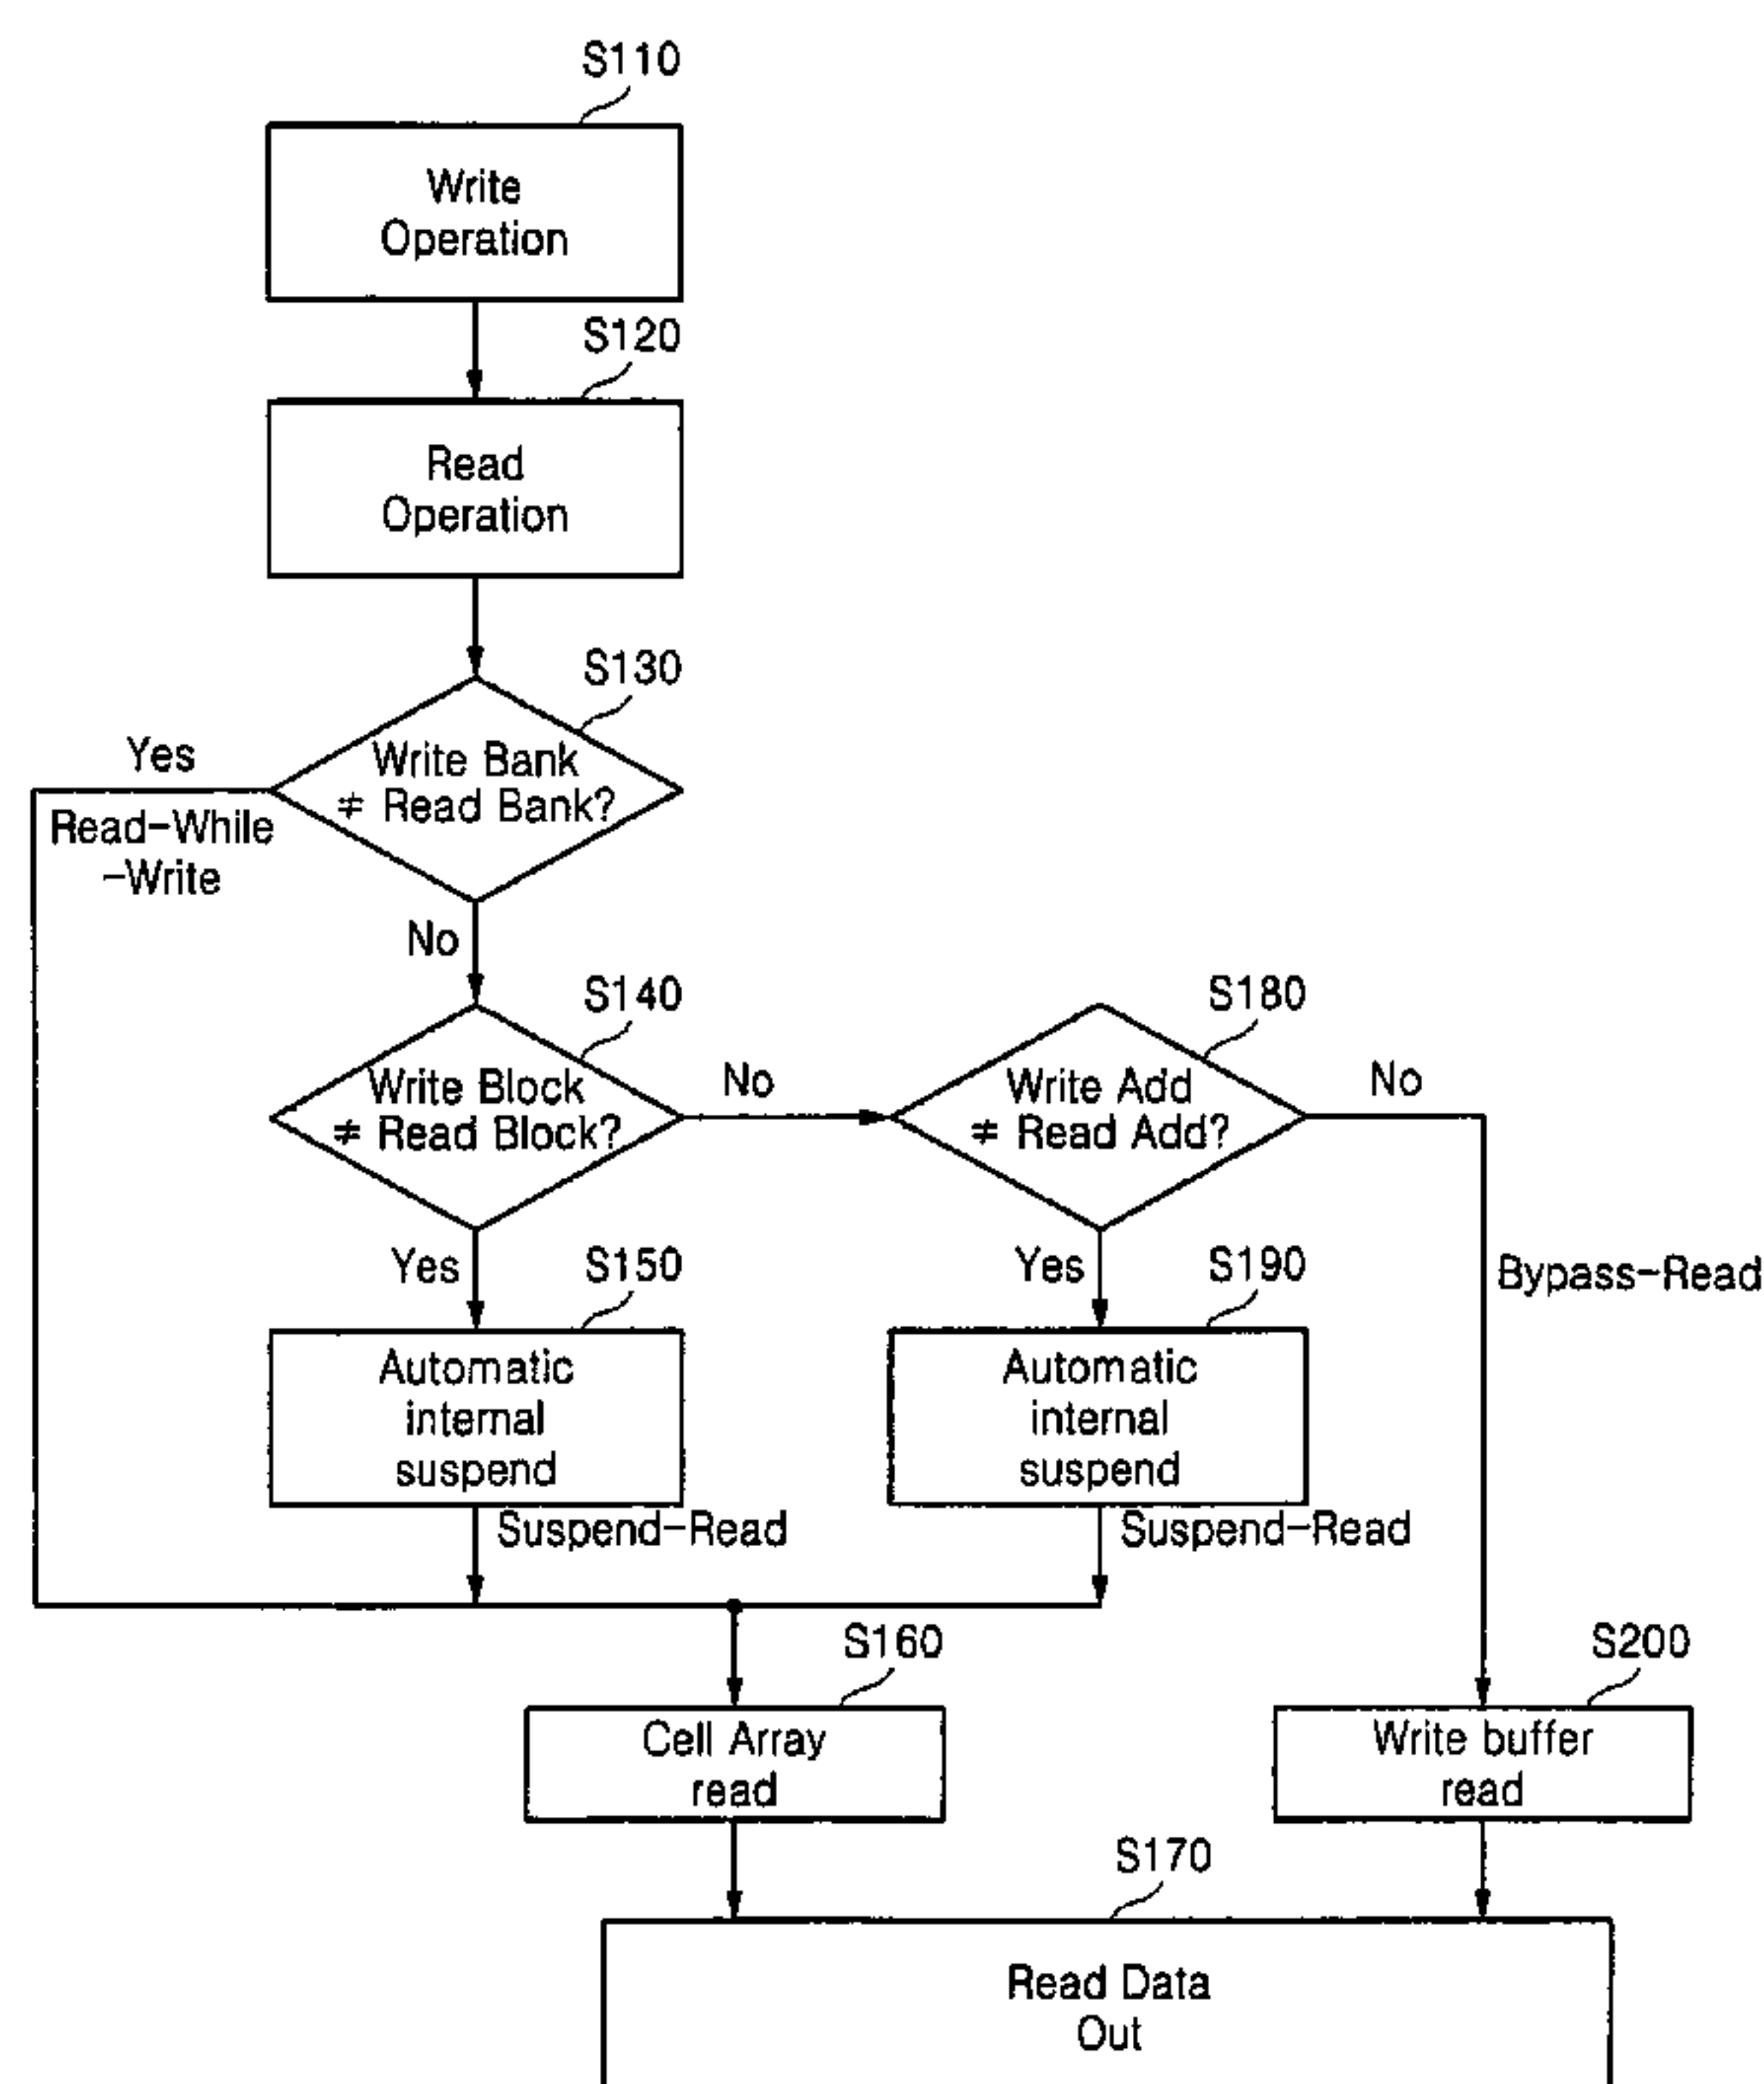 S110
Write
Operation
S120
Read
Operation
S130
Yes
Write Bank
≠ Read Bank?
Read-While
-Write
No
S140
S180
Write Block
≠ Read Block?
No
Write Add
≠ Read Add?
No
Yes
S150
Yes
S190
Bypass-Read
Automatic
internal
suspend
Automatic
internal
suspend
Suspend-Read
Suspend-Read
S160
S200
Cell Array
read
Write buffer
read
S170
Read Data
Out